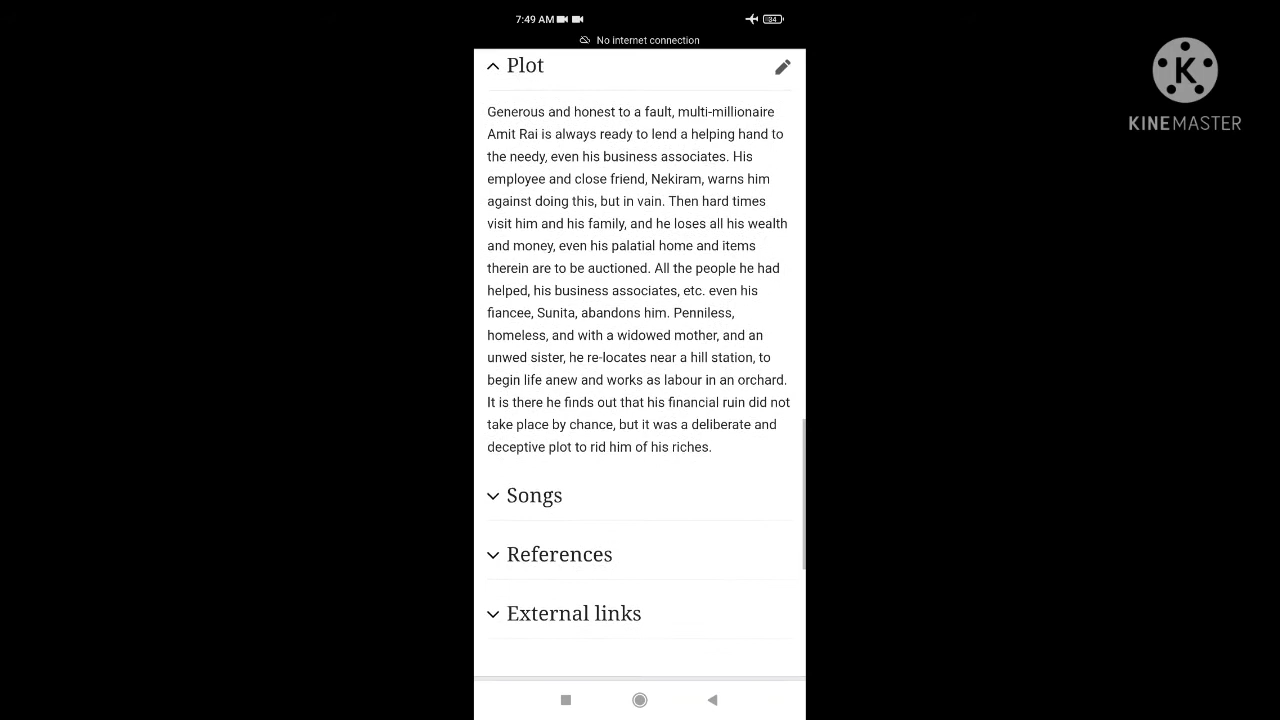 7:49 AM
84
No internet connection
Plot
Generous and honest to a fault, multi-millionaire
Amit Rai is always ready to lend a helping hand to
the needy, even his business associates. His
employee and close friend, Nekiram, warns him
against doing this, but in vain. Then hard times
visit him and his family, and he loses all his wealth
and money, even his palatial home and items
therein are to be auctioned. All the people he had
helped, his business associates, etc. even his
fiancee, Sunita, abandons him. Penniless,
homeless, and with a widowed mother, and an
unwed sister, he re-locates near a hill station, to
begin life anew and works as labour in an orchard.
It is there he finds out that his financial ruin did not
take place by chance, but it was a deliberate and
deceptive plot to rid him of his riches.
Songs
References
External links
K
KINEMASTER